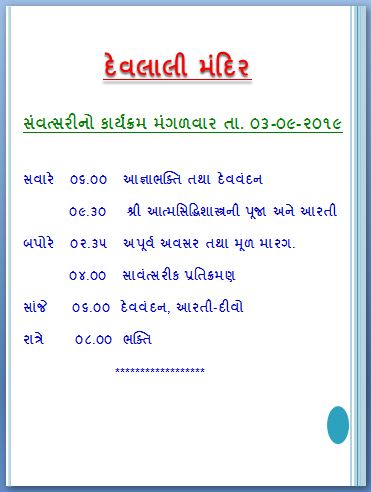 દેવલાલી મંદિર
સંવત્સરીનો કાર્યક્રમ મંગળવાર તા. ૦૩-૦૯-૨૦૧૯
સવારે ૦૬.૦૦ આજ્ઞાભક્તિ તથા દેવવંદન
૦૯.૩૦ શ્રી આત્મસિદ્ધિશાસ્ત્રની પૂજા અને આરતી
બપોરે ૦૨.૩૫ અપૂર્વ અવસર તથા મૂળ મારગ.
૦૪.૦૦ સાવંત્સરીક પ્રતિક્રમણ
સાંજે ૦૬.૦૦ દેવવંદન, આરતી-દીવો
રાત્રે ૦૮.૦૦ ભક્તિ
******************